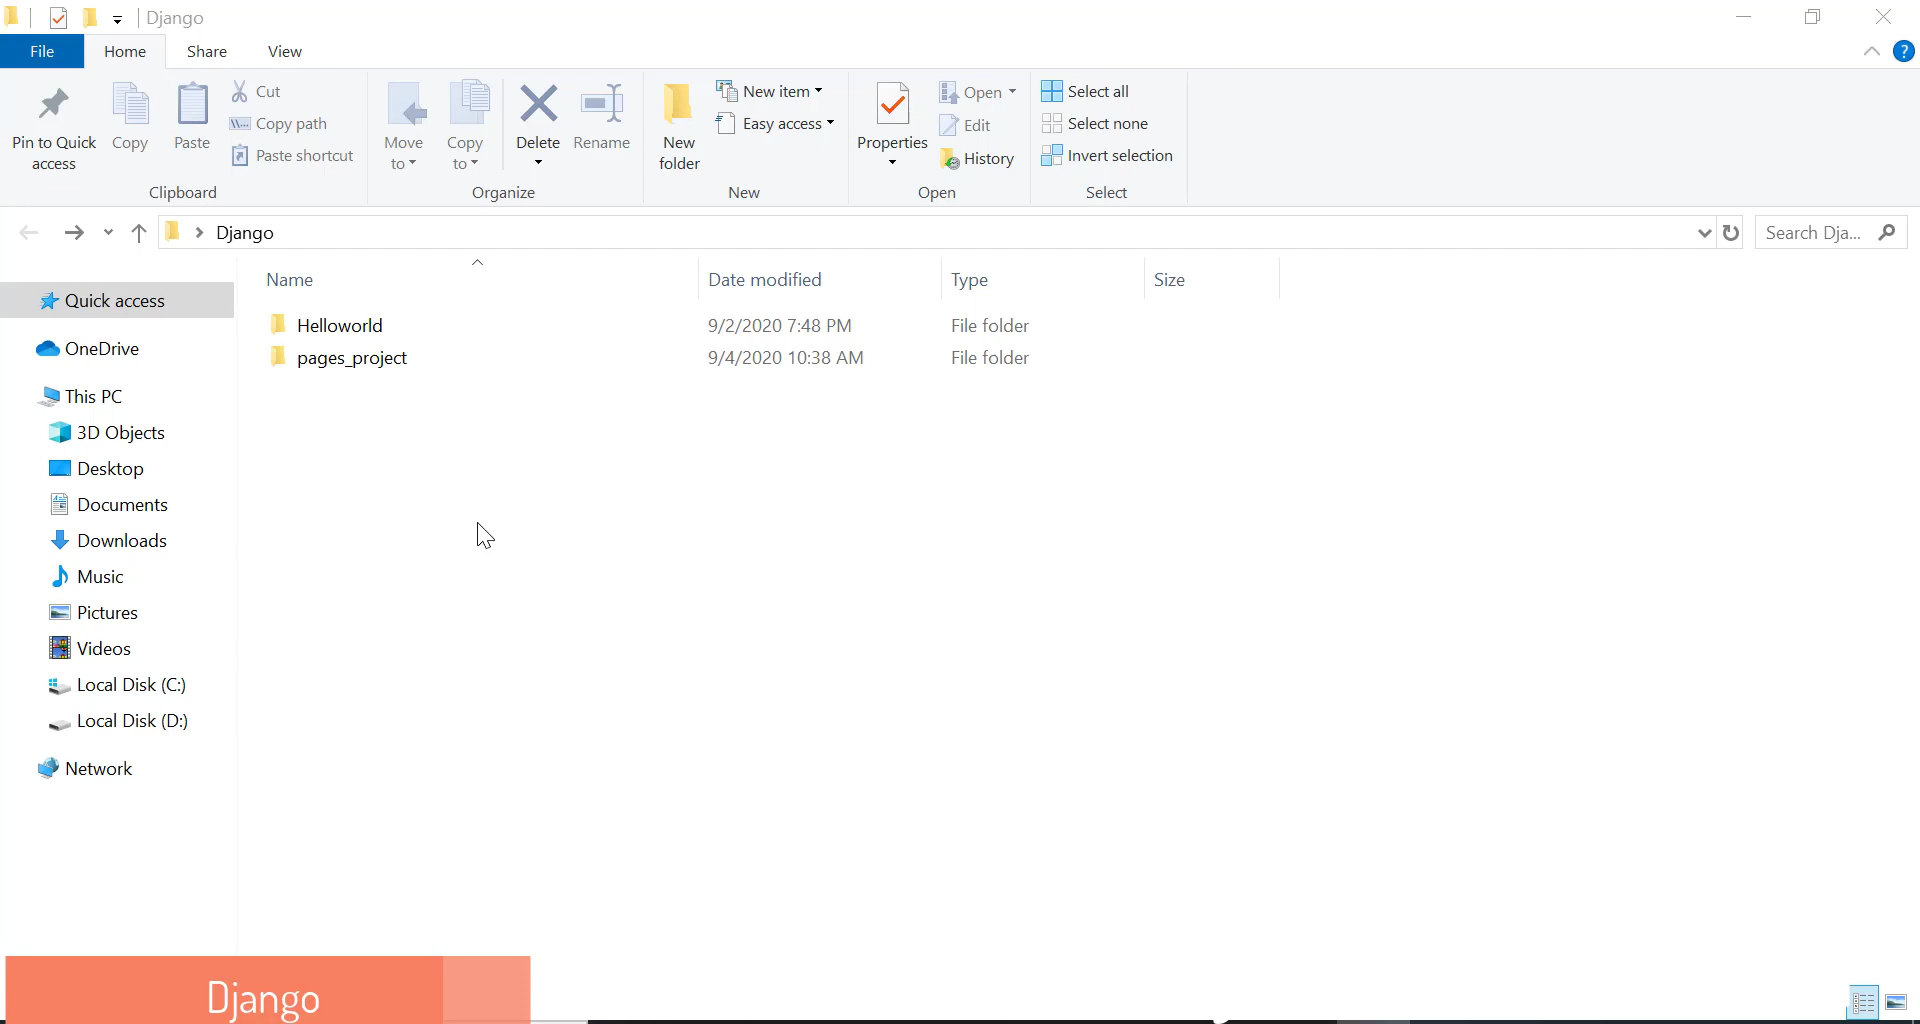 Django
File Home Share View
Pin to Quick access
Copy
Paste
Cut
Copy path
Paste shortcut
Clipboard
Move to
Copy to
Delete
Rename
Organize
New folder
New item
Easy access
New
Properties
Open
Edit
History
Open
Select all
Select none
Invert selection
Select
Django
Search Dja...
Name Date modified Type Size
Helloworld 9/2/2020 7:48 PM File folder
pages_project 9/4/2020 10:38 AM File folder
Quick access
OneDrive
This PC
3D Objects
Desktop
Documents
Downloads
Music
Pictures
Videos
Local Disk (C:)
Local Disk (D:)
Network
Django